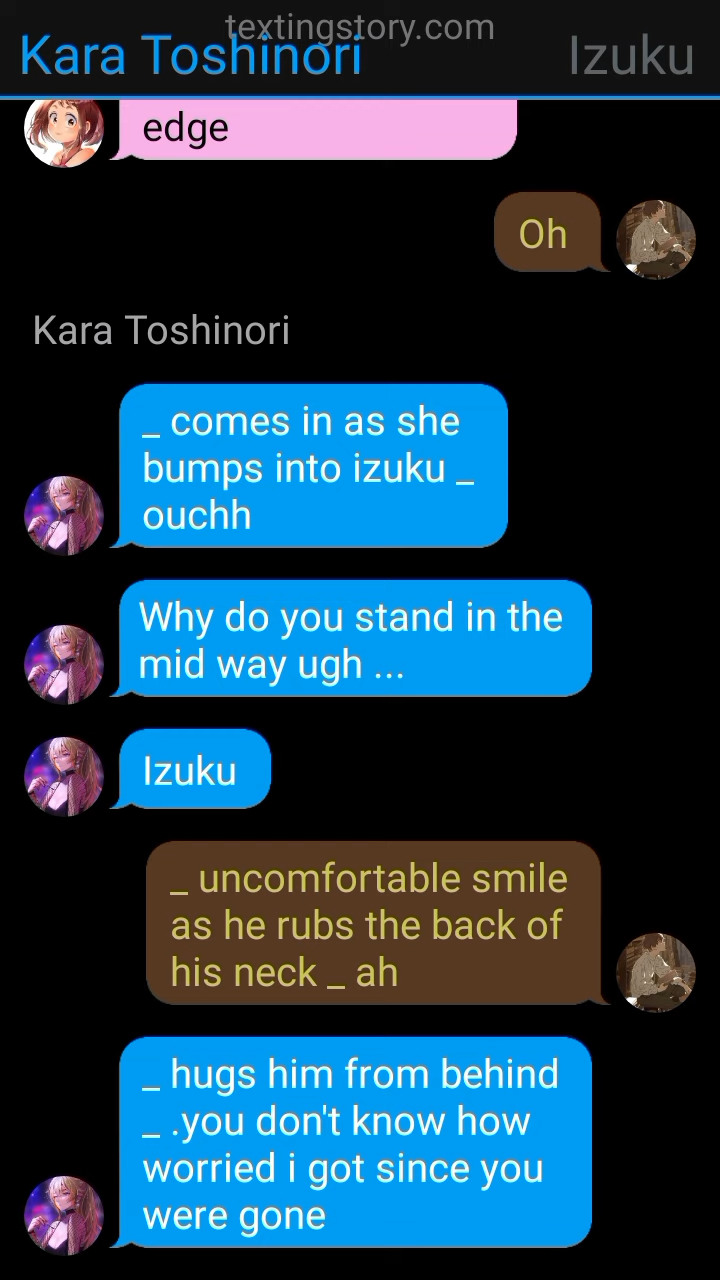 textingstory.com
Kara Toshinori Izuku
edge
Oh
Kara Toshinori
_ comes in as she
bumps into izuku _
ouchh
Why do you stand in the
mid way ugh ...
Izuku
_ uncomfortable smile
as he rubs the back of
his neck _ ah
_ hugs him from behind
_ .you don't know how
worried i got since you
were gone